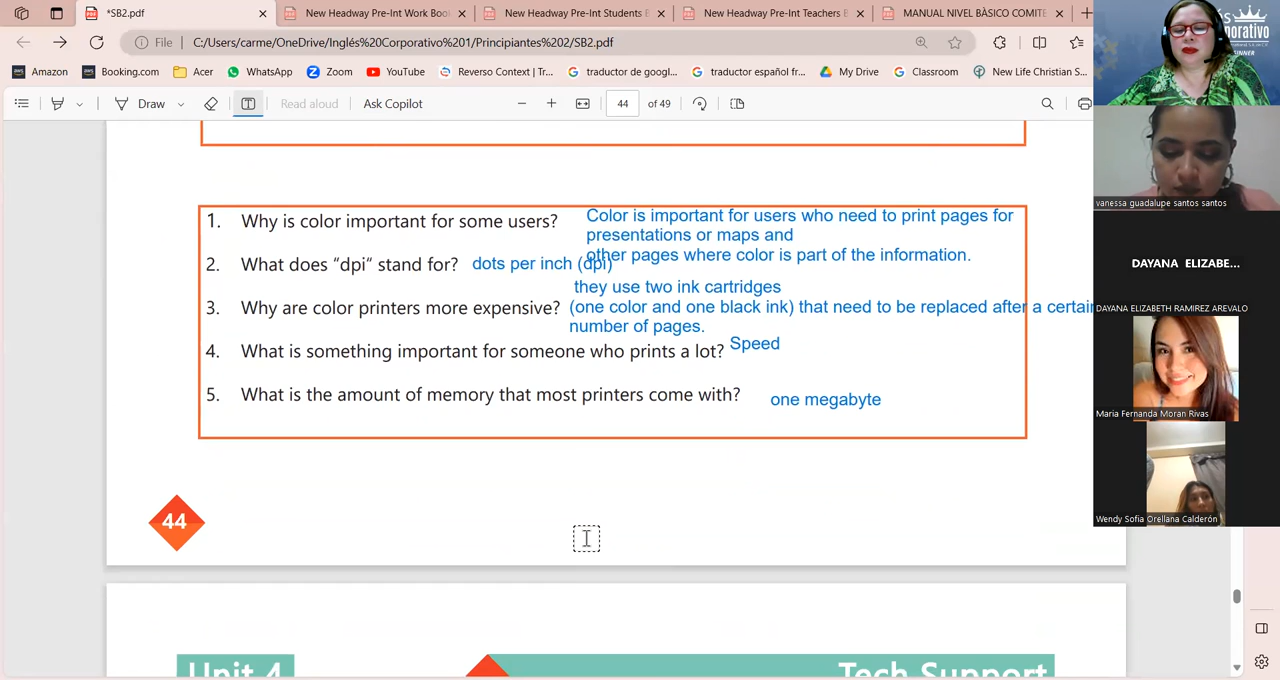 *SB2.pdf
New Headway Pre-Int Work Boo
New Headway Pre-Int Students B
New Headway Pre-Int Teachers B
MANUAL NIVEL BÀSICO COMITE
File
C:/Users/carme/OneDrive/Inglés%20Corporativo%201/Principiantes%202/SB2.pdf
Amazon
Booking.com
Acer
WhatsApp
Zoom
YouTube
Reverso Context | Tr...
traductor de googl...
traductor español fr...
My Drive
Classroom
New Life Christian S...
Draw
Read aloud
Ask Copilot
44
of 49
1. Why is color important for some users?
Color is important for users who need to print pages for
presentations or maps and
other pages where color is part of the information.
2. What does "dpi" stand for?
dots per inch (dpi)
they use two ink cartridges
3. Why are color printers more expensive?
(one color and one black ink) that need to be replaced after a certain
number of pages.
4. What is something important for someone who prints a lot?
Speed
5. What is the amount of memory that most printers come with?
one megabyte
44
Unit 4
Tech Support
vanessa guadalupe santos santos
DAYANA ELIZABE...
DAYANA ELIZABETH RAMIREZ AREVALO
Maria Fernanda Moran Rivas
Wendy Sofia Orellana Calderón